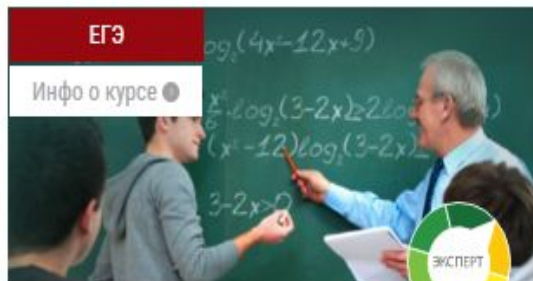 ЕГЭ
Инфо о курсе
log₂(4x²-12x+9)
log₂(3-2x)≥2log
(x²-12)log₂(3-2x)
3-2x>0
ЭКСПЕРТ